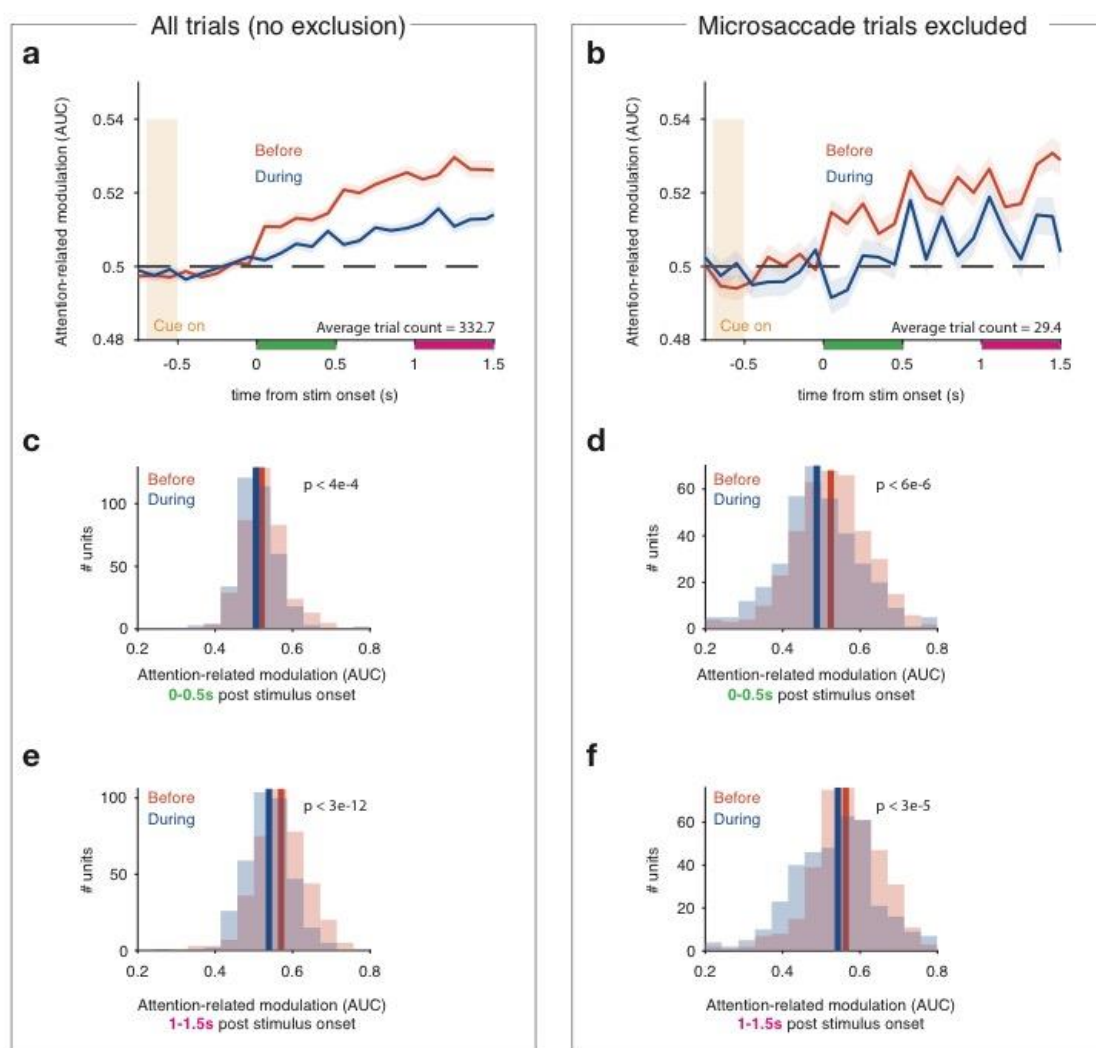 All trials (no exclusion)
Microsaccade trials excluded
a
Attention-related modulation (AUC)
0.54
0.52
0.5
0.48
Before
During
Cue on
Average trial count = 332.7
-0.5
0
0.5
1
1.5
time from stim onset (s)
b
Attention-related modulation (AUC)
0.54
0.52
0.5
0.48
Before
During
Cue on
Average trial count = 29.4
-0.5
0
0.5
1
1.5
time from stim onset (s)
c
Before
During
p < 4e-4
# units
100
50
0
0.2
0.4
0.6
0.8
Attention-related modulation (AUC)
0-0.5s post stimulus onset
d
Before
During
p < 6e-6
# units
60
40
20
0
0.2
0.4
0.6
0.8
Attention-related modulation (AUC)
0-0.5s post stimulus onset
e
Before
During
p < 3e-12
# units
100
50
0
0.2
0.4
0.6
0.8
Attention-related modulation (AUC)
1-1.5s post stimulus onset
f
Before
During
p < 3e-5
# units
60
40
20
0
0.2
0.4
0.6
0.8
Attention-related modulation (AUC)
1-1.5s post stimulus onset